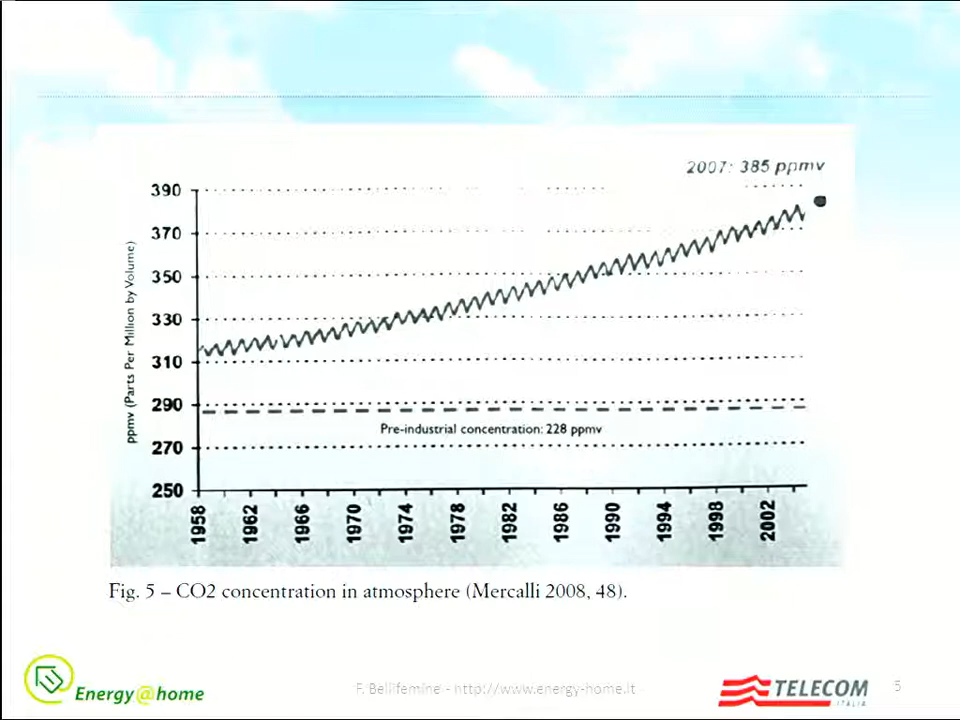 2007: 385 ppmv
390
370
350
330
310
290
270
250
ppmv (Parts Per Million by Volume)
Pre-industrial concentration: 228 ppmv
1958 1962 1966 1970 1974 1978 1982 1986 1990 1994 1998 2002
Fig. 5 – CO2 concentration in atmosphere (Mercalli 2008, 48).
Energy@home
F. Bellifemine - http://www.energy-home.it
TELECOM
ITALIA
5